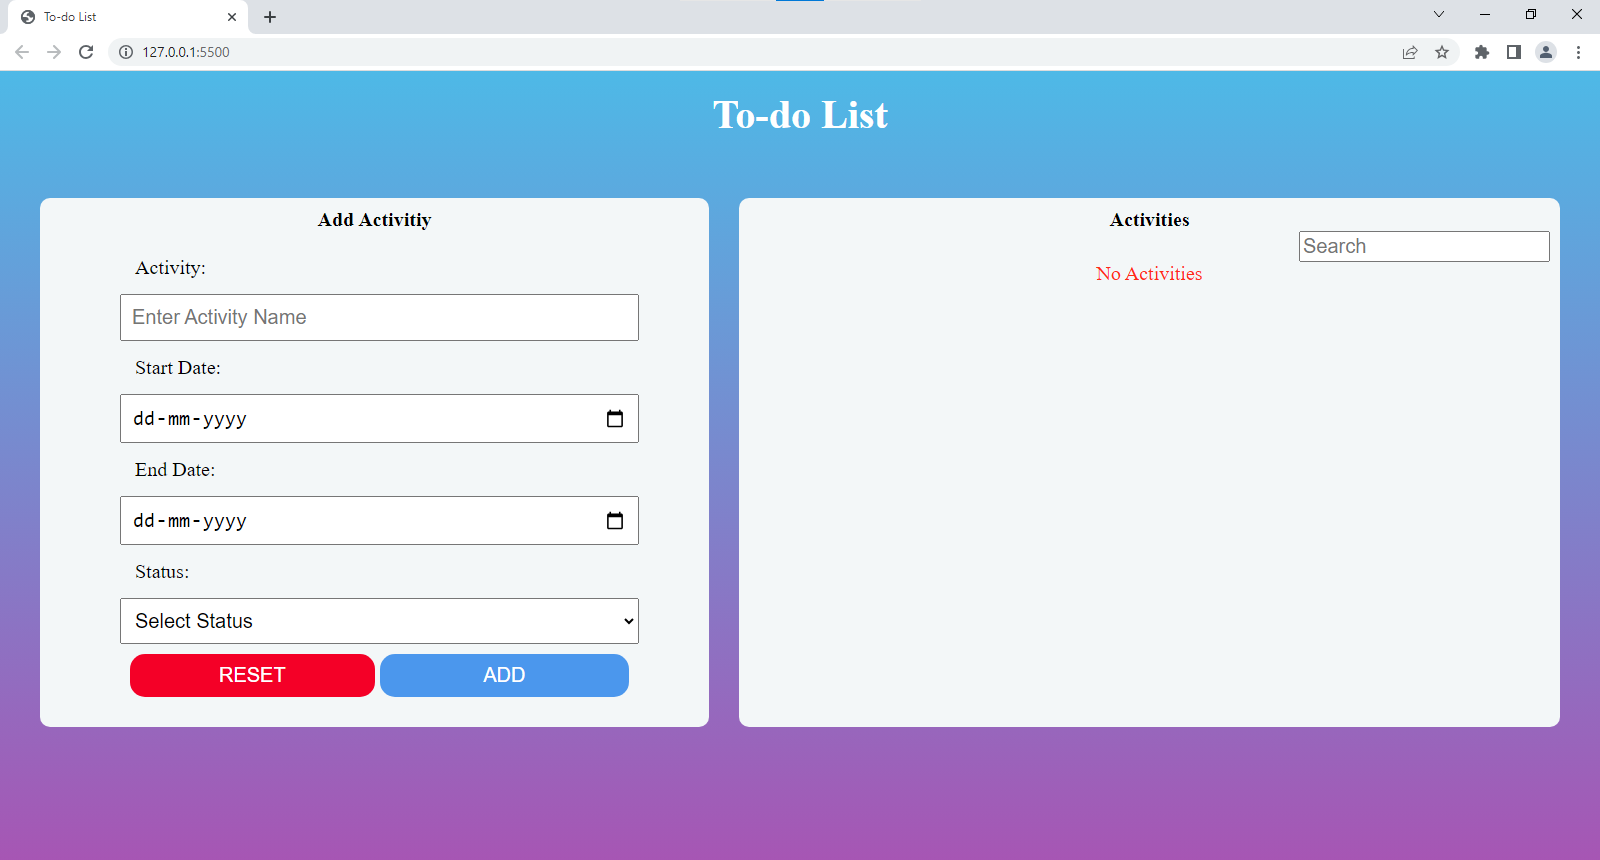 To-do List
127.0.0.1:5500
To-do List
Add Activitiy
Activity:
Enter Activity Name
Start Date:
dd-mm-yyyy
End Date:
dd-mm-yyyy
Status:
Select Status
RESET ADD
Activities
Search
No Activities